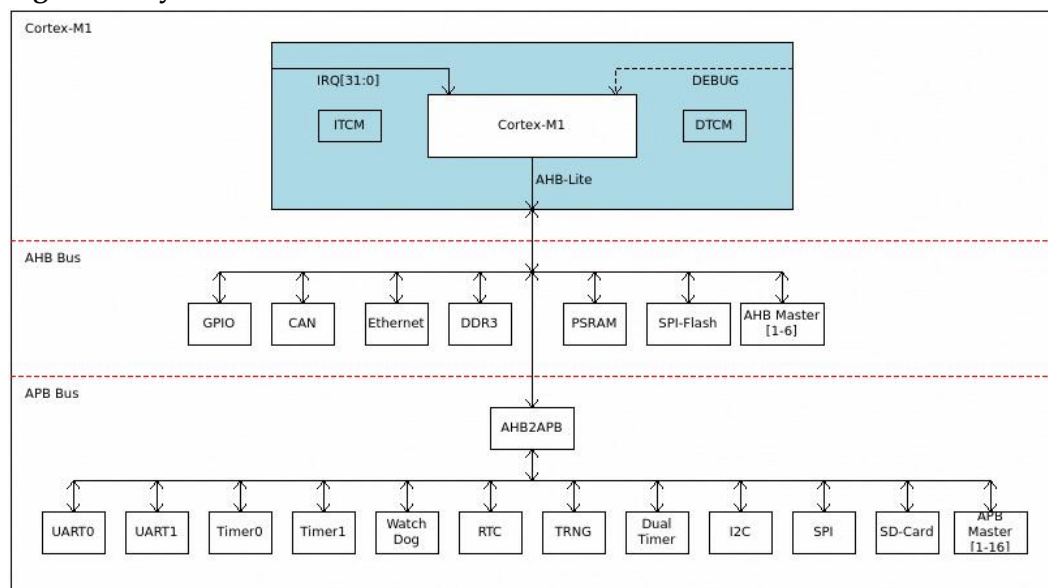 Cortex-M1
IRQ[31:0]
DEBUG
ITCM
Cortex-M1
DTCM
AHB-Lite
AHB Bus
GPIO
CAN
Ethernet
DDR3
PSRAM
SPI-Flash
AHB Master
[1-6]
APB Bus
AHB2APB
UART0
UART1
Timer0
Timer1
Watch
Dog
RTC
TRNG
Dual
Timer
I2C
SPI
SD-Card
APB
Master
[1-16]